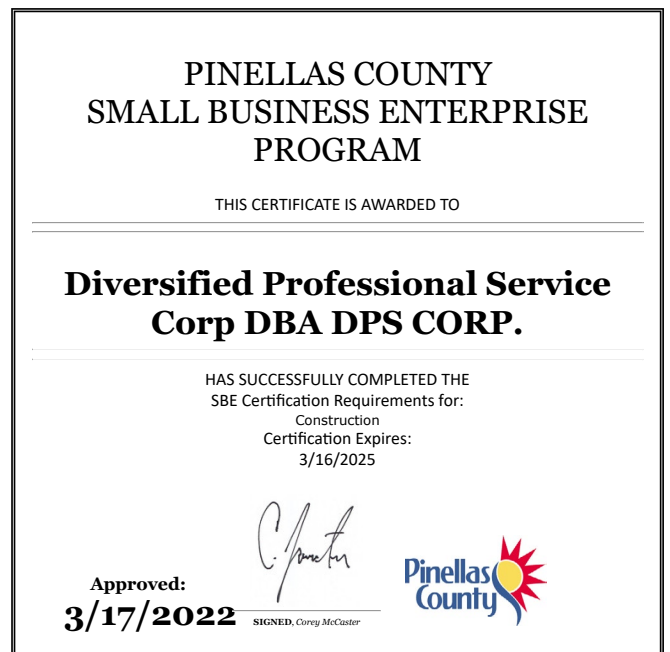 PINELLAS COUNTY
SMALL BUSINESS ENTERPRISE
PROGRAM
THIS CERTIFICATE IS AWARDED TO
Diversified Professional Service
Corp DBA DPS CORP.
HAS SUCCESSFULLY COMPLETED THE
SBE Certification Requirements for:
Construction
Certification Expires:
3/16/2025
Approved:
3/17/2022
SIGNED, Corey McCaster
Pinellas
County